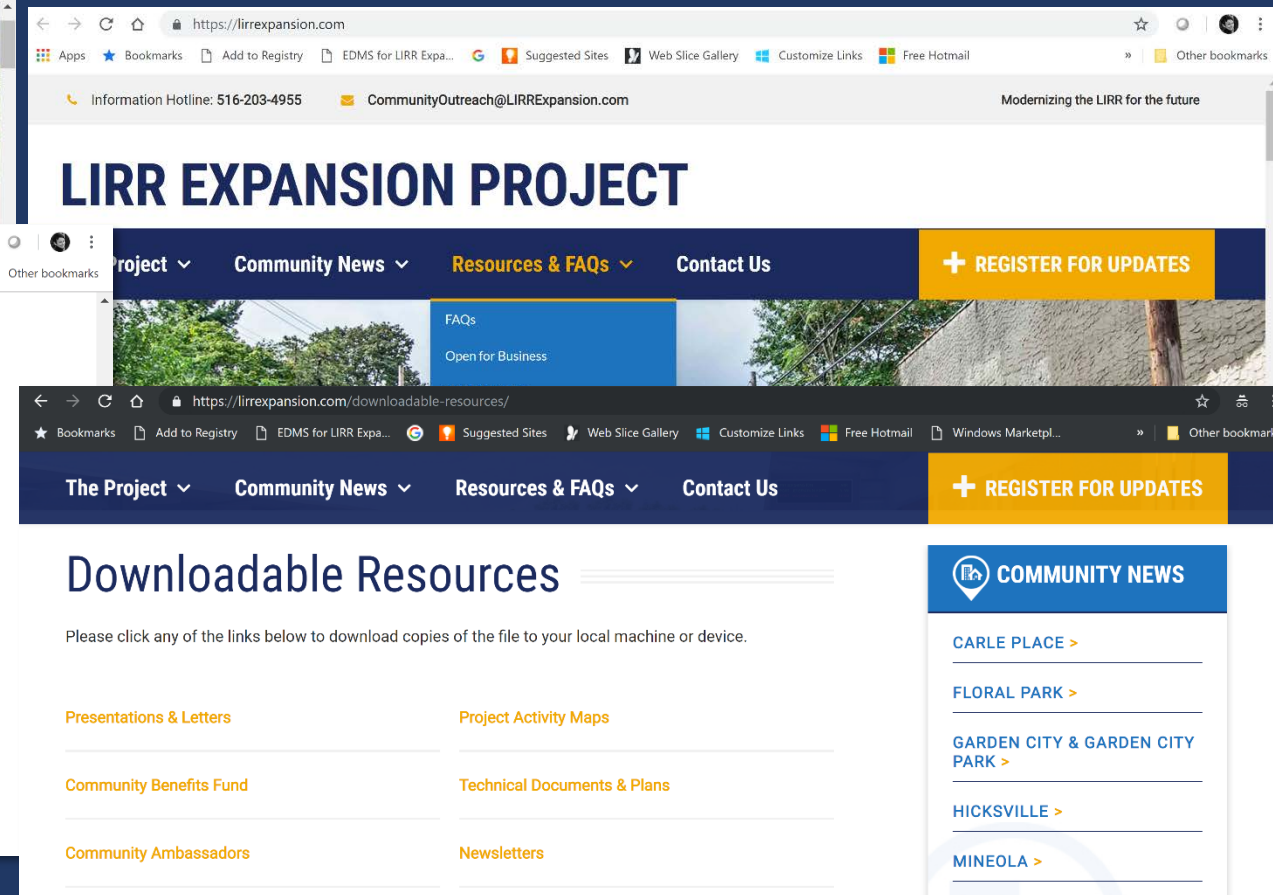 https://lirrexpansion.com
Apps Bookmarks Add to Registry EDMS for LIRR Expa... Suggested Sites Web Slice Gallery Customize Links Free Hotmail » Other bookmarks
Information Hotline: 516-203-4955 CommunityOutreach@LIRRExpansion.com Modernizing the LIRR for the future
LIRR EXPANSION PROJECT
Other bookmarks
Project Community News Resources & FAQs Contact Us + REGISTER FOR UPDATES
FAQs
Open for Business
https://lirrexpansion.com/downloadable-resources/
Bookmarks Add to Registry EDMS for LIRR Expa... Suggested Sites Web Slice Gallery Customize Links Free Hotmail Windows Marketpl... » Other bookmark
The Project Community News Resources & FAQs Contact Us + REGISTER FOR UPDATES
Downloadable Resources
Please click any of the links below to download copies of the file to your local machine or device.
Presentations & Letters Project Activity Maps
Community Benefits Fund Technical Documents & Plans
Community Ambassadors Newsletters
COMMUNITY NEWS
CARLE PLACE >
FLORAL PARK >
GARDEN CITY & GARDEN CITY
PARK >
HICKSVILLE >
MINEOLA >